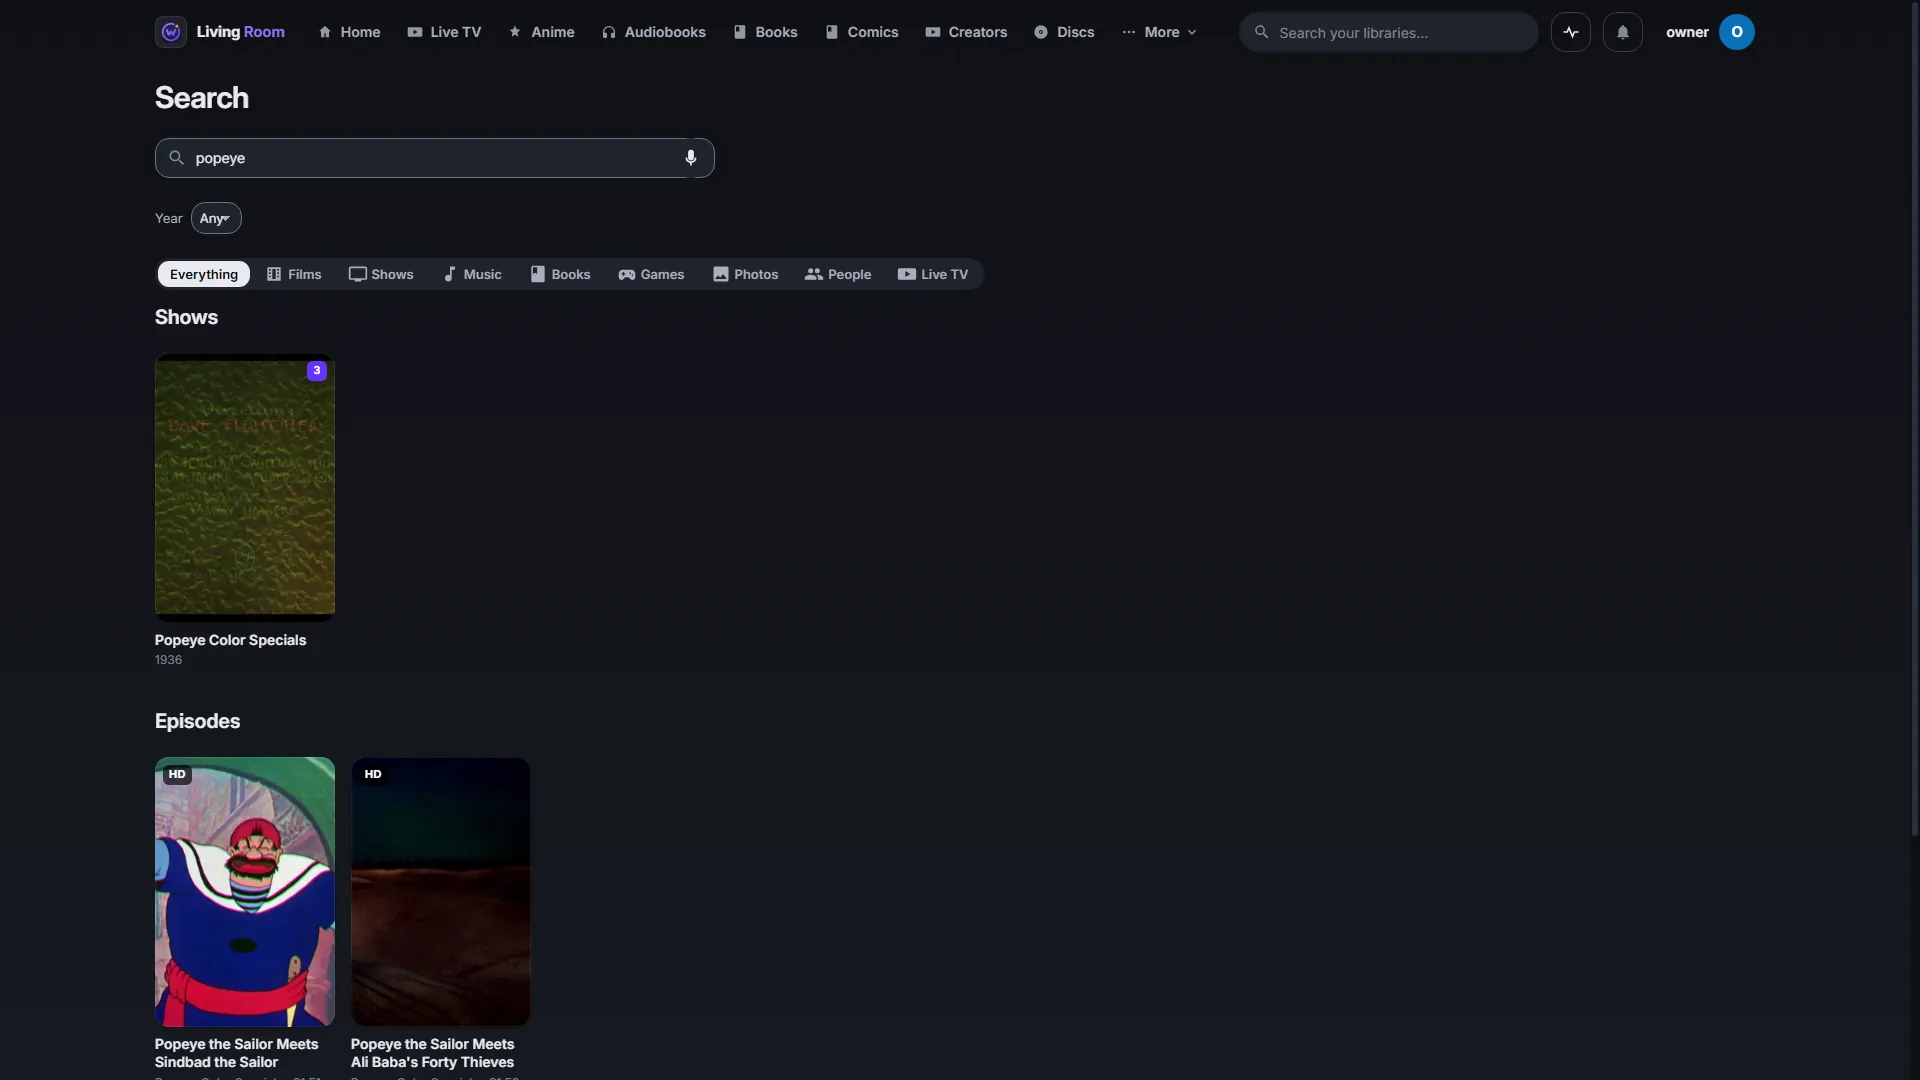 Living Room
Home
Live TV
Anime
Audiobooks
Books
Comics
Creators
Discs
More
Search your libraries...
owner
O
Search
popeye
Year
Any
Everything
Films
Shows
Music
Books
Games
Photos
People
Live TV
Shows
3
DAVE FLEISCHER
Popeye Color Specials
1936
Episodes
HD
HD
Popeye the Sailor Meets
Sindbad the Sailor
Popeye the Sailor Meets
Ali Baba's Forty Thieves